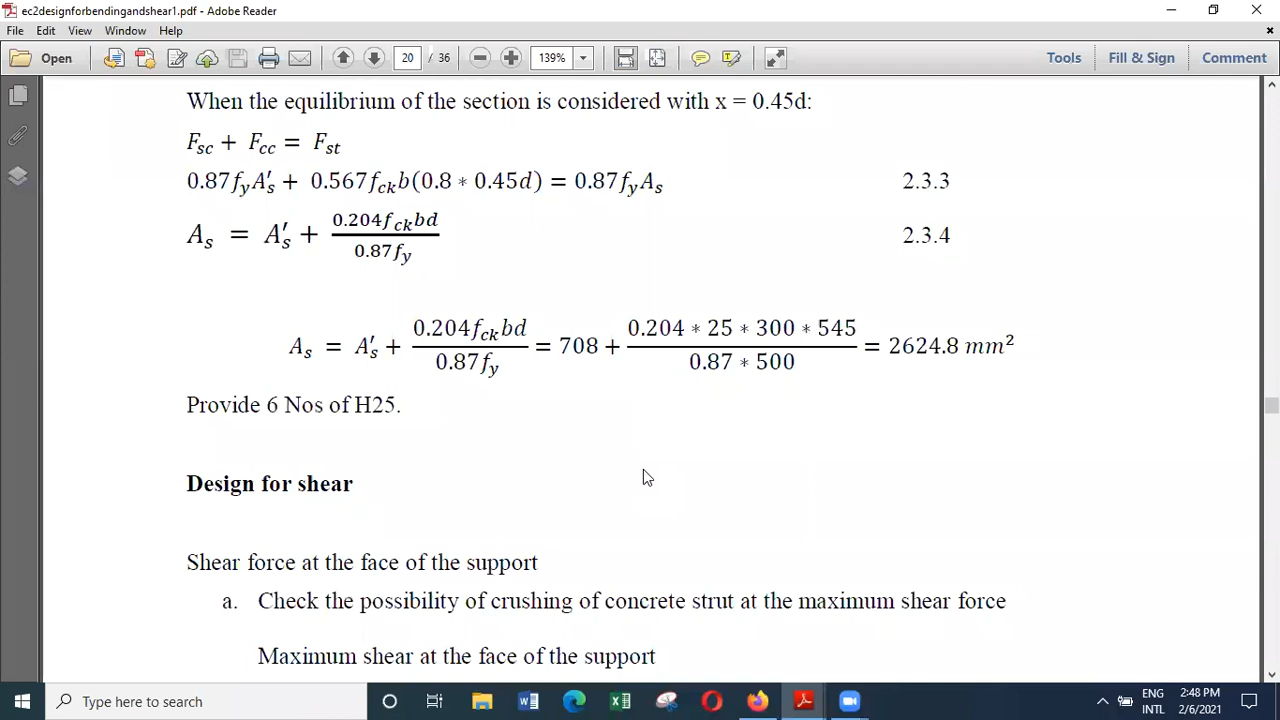 ec2designforbendingandshear1.pdf - Adobe Reader
File Edit View Window Help
Open 20 / 36 139% Tools Fill & Sign Comment
When the equilibrium of the section is considered with x = 0.45d:
F_sc + F_cc = F_st
0.87f_yA′_s + 0.567f_ckb(0.8 ∗ 0.45d) = 0.87f_yA_s 2.3.3
A_s = A′_s + 0.204f_ckbd / 0.87f_y 2.3.4
A_s = A′_s + 0.204f_ckbd / 0.87f_y = 708 + 0.204 ∗ 25 ∗ 300 ∗ 545 / 0.87 ∗ 500 = 2624.8 mm²
Provide 6 Nos of H25.
Design for shear
Shear force at the face of the support
a. Check the possibility of crushing of concrete strut at the maximum shear force
Maximum shear at the face of the support
Type here to search
ENG 2:48 PM
INTL 2/6/2021